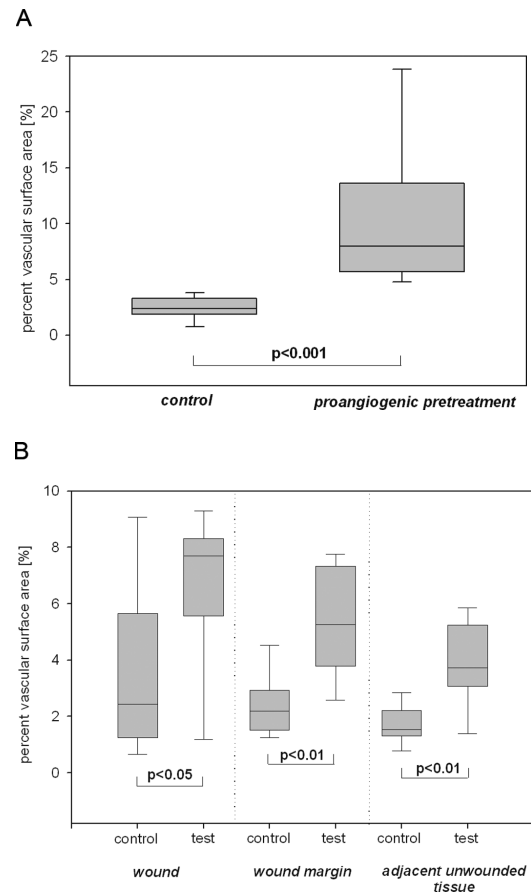 A
percent vascular surface area [%]
25
20
15
10
5
0
p<0.001
control
proangiogenic pretreatment
B
percent vascular surface area [%]
10
8
6
4
2
0
p<0.05
p<0.01
p<0.01
control test control test control test
wound
wound margin
adjacent unwounded
tissue